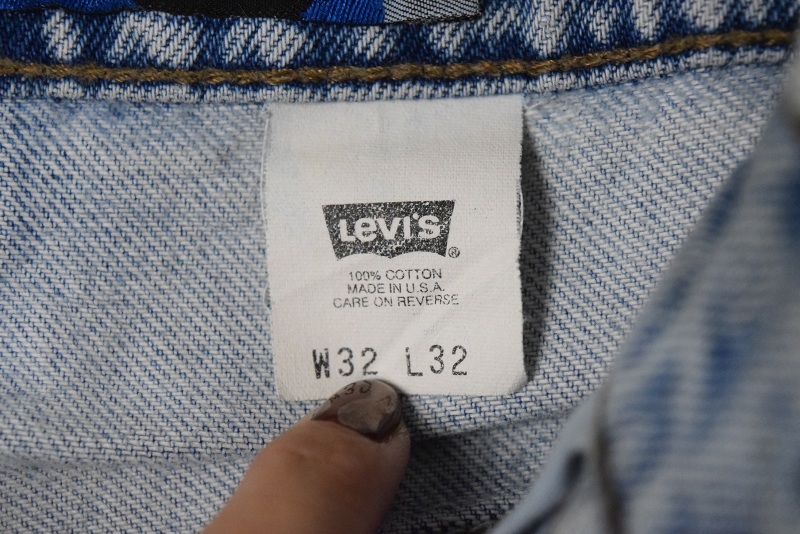 Levi's®
100% COTTON
MADE IN U.S.A.
CARE ON REVERSE
W32 L32